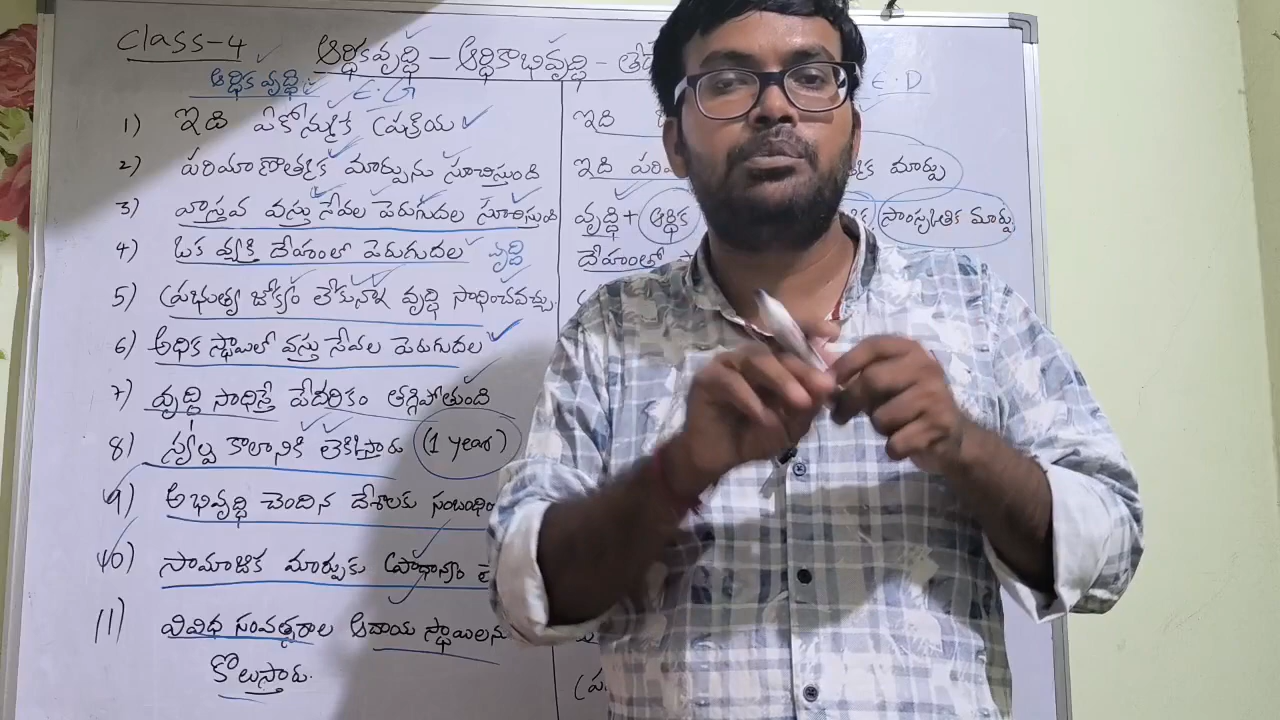 class-4 ఆర్థికవృద్ధి – ఆర్థికాభివృద్ధి –
ఆర్థిక వృద్ధి E.G
1) ఇది ఏకోన్ముఖ ప్రక్రియ
2) పరిమాణాత్మక మార్పును సూచిస్తుంది
3) వాస్తవ వస్తు సేవల పెరుగుదల సూచిస్తుంది
4) ఒక వ్యక్తి దేహంలో పెరుగుదల వృద్ధి
5) ప్రభుత్వ జోక్యం లేకున్నా వృద్ధి సాధించవచ్చు
6) అధిక స్థాయిలో వస్తు సేవల పెరుగుదల
7) వృద్ధి సాధిస్తే పేదరికం తగ్గిపోతుంది
8) స్వల్ప కాలానికి లెక్కిస్తారు (1 year)
9) అభివృద్ధి చెందిన దేశాలకు
10) సామాజిక మార్పుకు ప్రాధాన్యం
11) వివిధ సంవత్సరాల ఆదాయ స్థాయిలను
కొలుస్తారు.
E.D
ఇది
ఇది మార్పు
వృద్ధి + ఆర్థిక సాంస్కృతిక మార్పు
దేహంతో